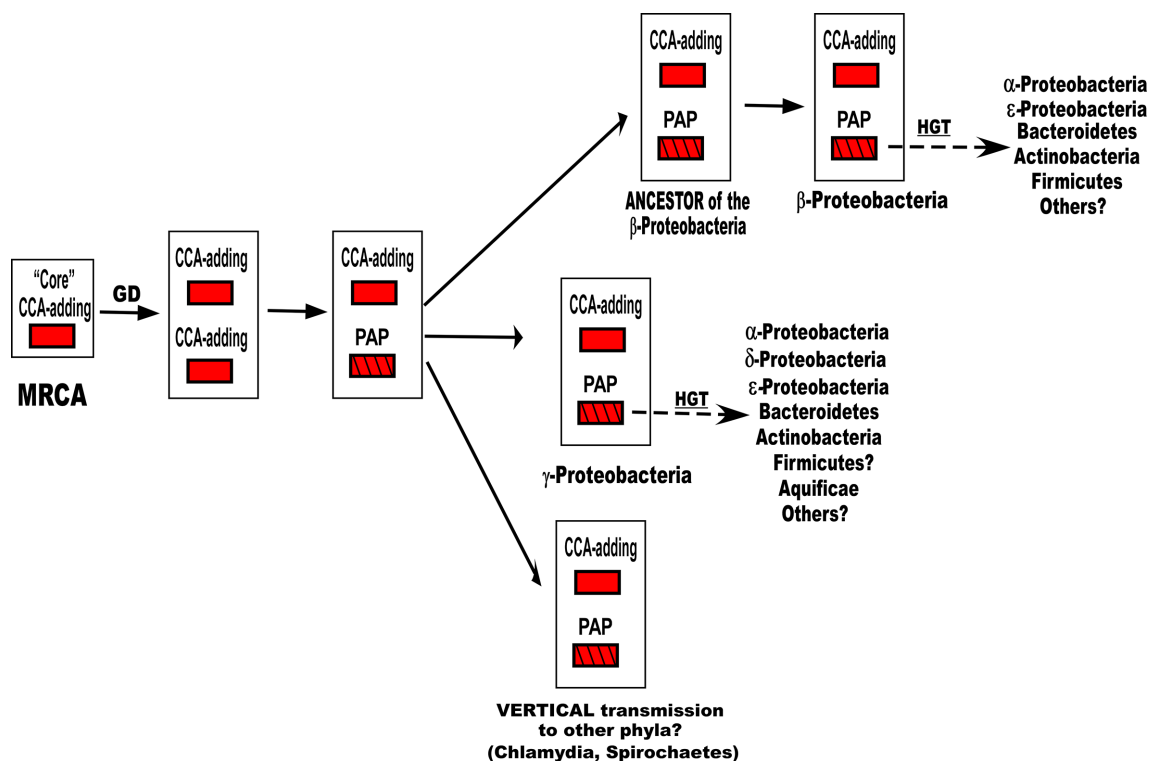 "Core"
CCA-adding
MRCA
GD
CCA-adding
CCA-adding
CCA-adding
PAP
CCA-adding
PAP
ANCESTOR of the
β-Proteobacteria
CCA-adding
PAP
β-Proteobacteria
HGT
α-Proteobacteria
ε-Proteobacteria
Bacteroidetes
Actinobacteria
Firmicutes
Others?
CCA-adding
PAP
γ-Proteobacteria
HGT
α-Proteobacteria
δ-Proteobacteria
ε-Proteobacteria
Bacteroidetes
Actinobacteria
Firmicutes?
Aquificae
Others?
CCA-adding
PAP
VERTICAL transmission
to other phyla?
(Chlamydia, Spirochaetes)